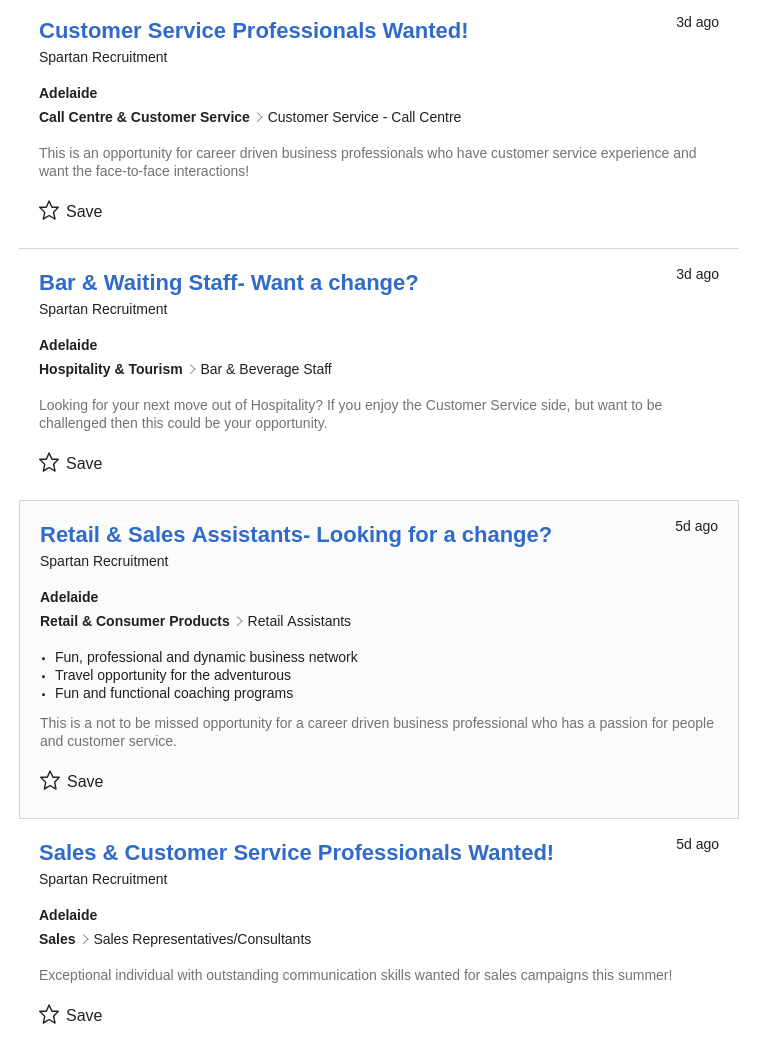 Customer Service Professionals Wanted!
3d ago
Spartan Recruitment
Adelaide
Call Centre & Customer Service > Customer Service - Call Centre
This is an opportunity for career driven business professionals who have customer service experience and
want the face-to-face interactions!
Save
Bar & Waiting Staff- Want a change?
3d ago
Spartan Recruitment
Adelaide
Hospitality & Tourism > Bar & Beverage Staff
Looking for your next move out of Hospitality? If you enjoy the Customer Service side, but want to be
challenged then this could be your opportunity.
Save
Retail & Sales Assistants- Looking for a change?
5d ago
Spartan Recruitment
Adelaide
Retail & Consumer Products > Retail Assistants
• Fun, professional and dynamic business network
• Travel opportunity for the adventurous
• Fun and functional coaching programs
This is a not to be missed opportunity for a career driven business professional who has a passion for people
and customer service.
Save
Sales & Customer Service Professionals Wanted!
5d ago
Spartan Recruitment
Adelaide
Sales > Sales Representatives/Consultants
Exceptional individual with outstanding communication skills wanted for sales campaigns this summer!
Save